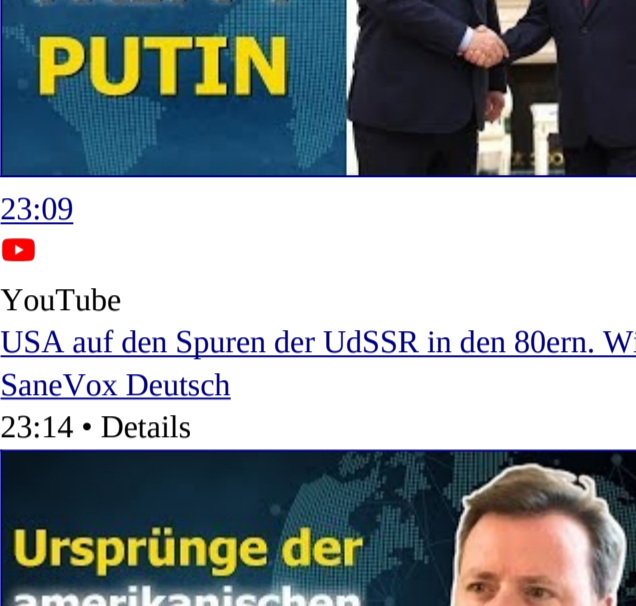 PUTIN
23:09
YouTube
USA auf den Spuren der UdSSR in den 80ern.
SaneVox Deutsch
23:14 • Details
Ursprünge der
amerikanischen